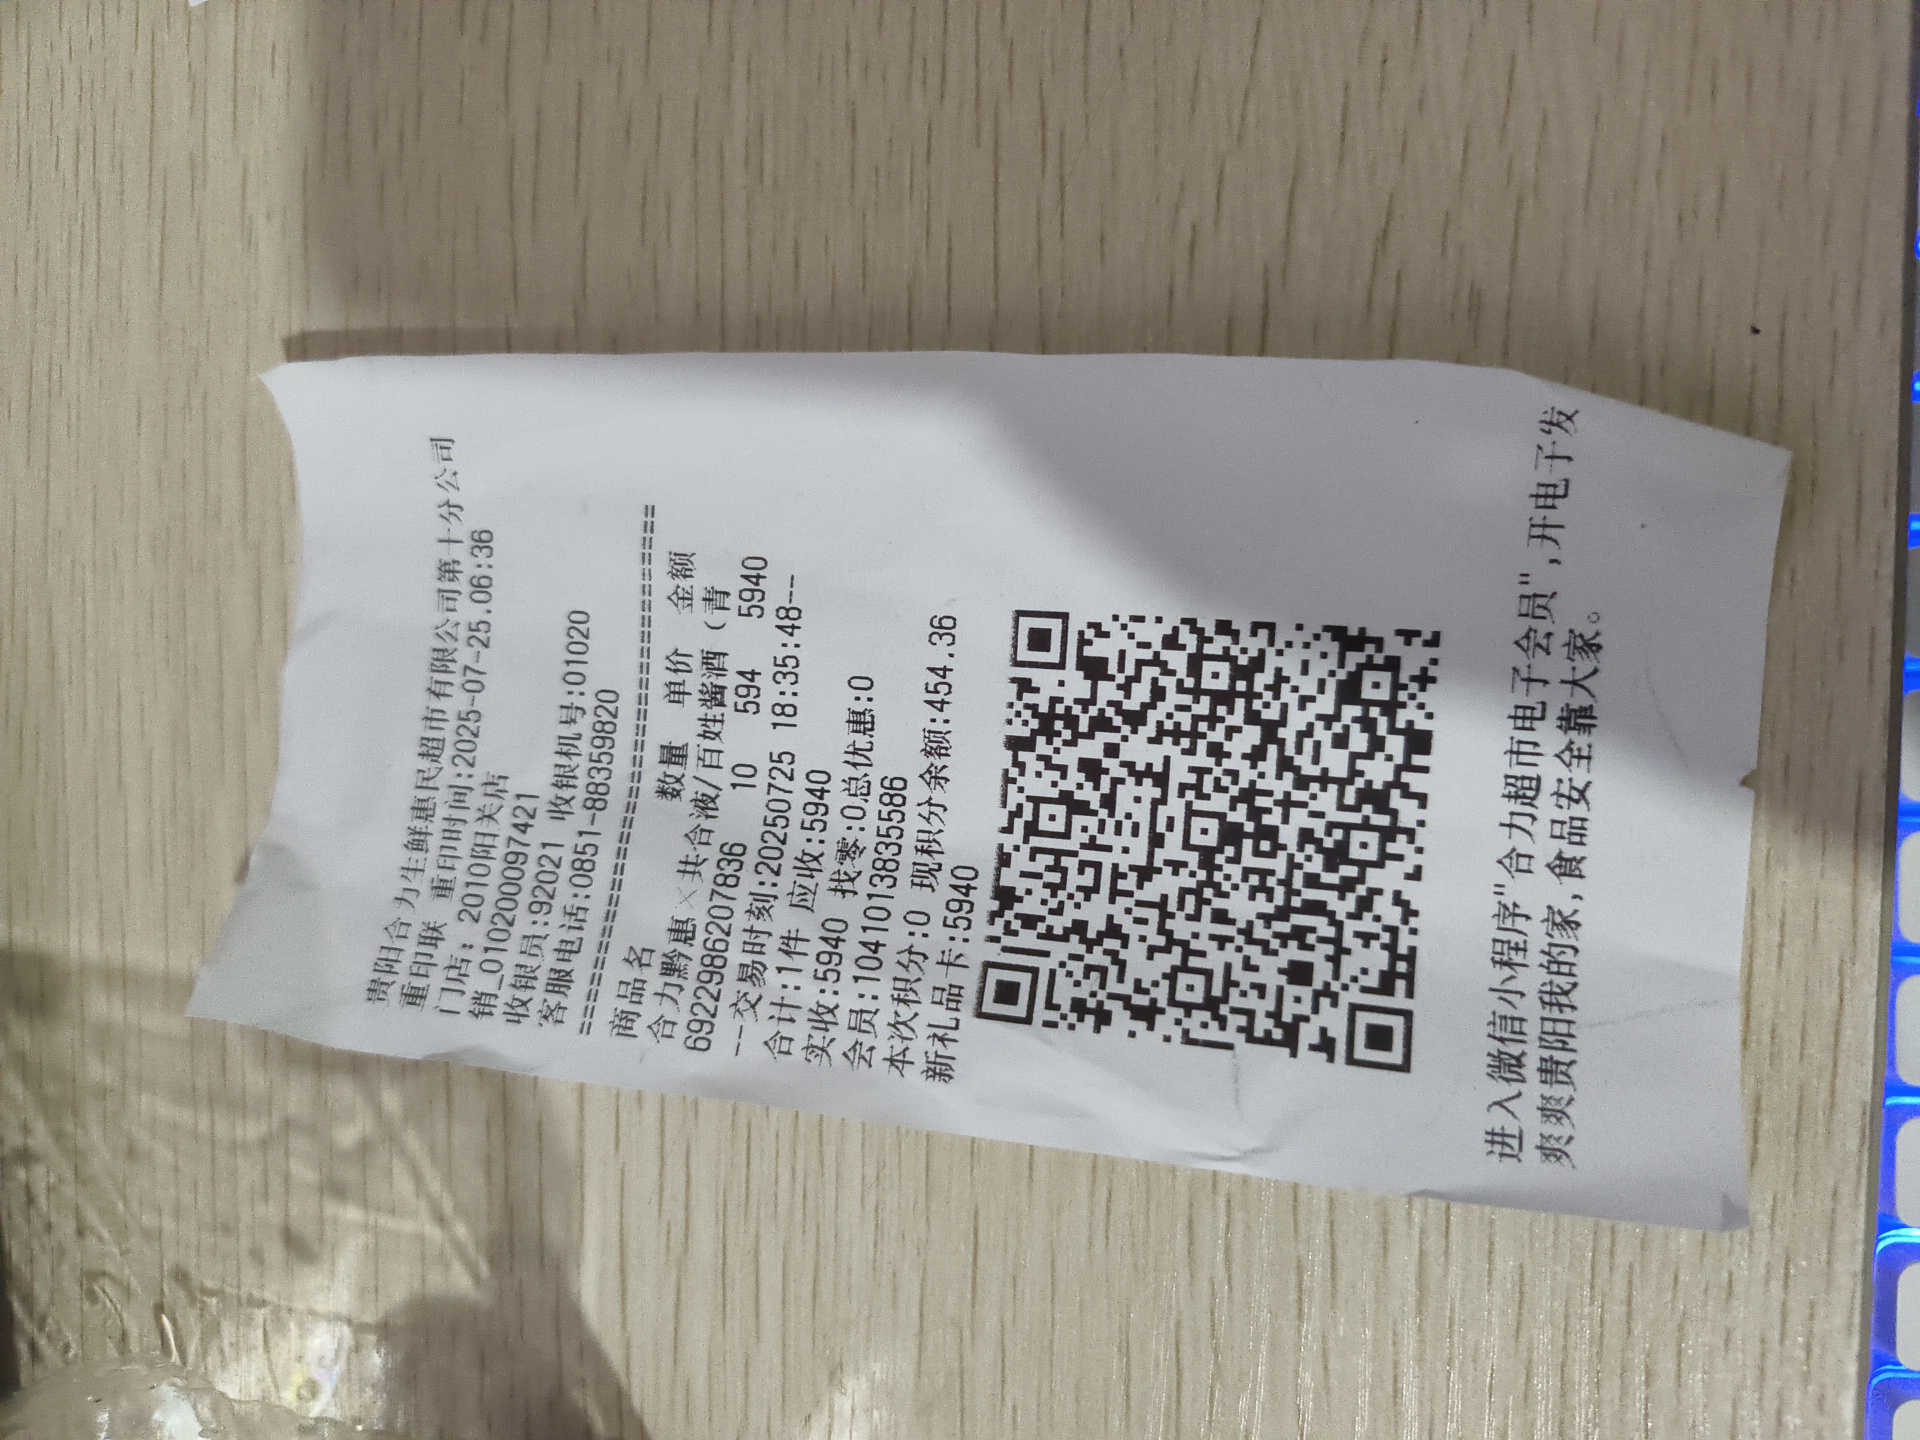 贵阳合力生鲜惠民超市有限公司第十分公司
重印联 重印时间:2025-07-25.06:36
门店: 2010阳关店
销_010200097421
收银员:92021 收银机号:01020
客服电话:0851-88359820
================================
商品名 数量 单价 金额
合力黔惠×共合液/百姓酱酒（青
6922298620​7836 10 594 5940
--交易时刻:20250725 18:35:48---
合计:1件 应收:5940
实收:5940 找零:0总优惠:0
会员:1041013835586
本次积分:0 现积分余额:454.36
新礼品卡:5940
进入微信小程序"合力超市电子会员",开电子发
爽爽贵阳我的家,食品安全靠大家。